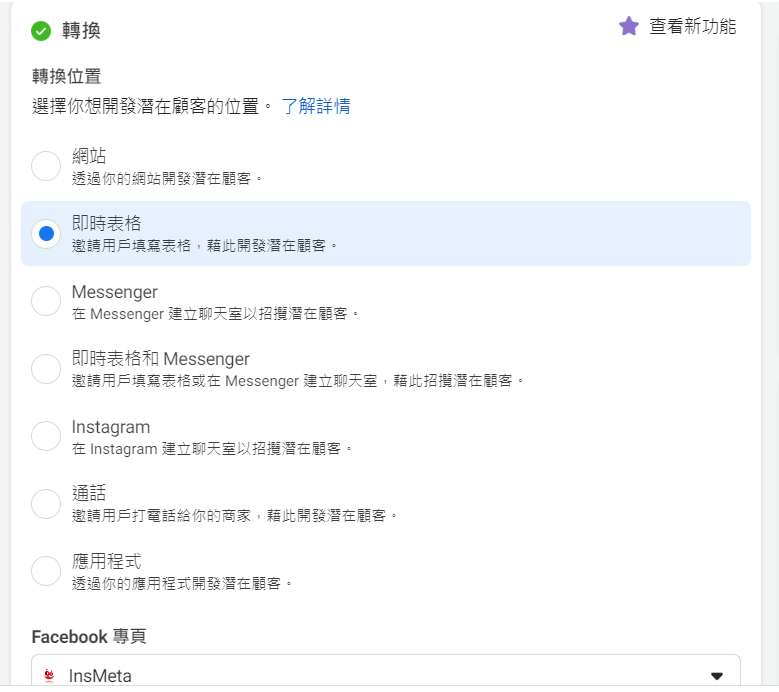 轉換
查看新功能
轉換位置
選擇你想開發潛在顧客的位置。 了解詳情
網站
透過你的網站開發潛在顧客。
即時表格
邀請用戶填寫表格，藉此開發潛在顧客。
Messenger
在 Messenger 建立聊天室以招攬潛在顧客。
即時表格和 Messenger
邀請用戶填寫表格或在 Messenger 建立聊天室，藉此招攬潛在顧客。
Instagram
在 Instagram 建立聊天室以招攬潛在顧客。
通話
邀請用戶打電話給你的商家，藉此開發潛在顧客。
應用程式
透過你的應用程式開發潛在顧客。
Facebook 專頁
InsMeta